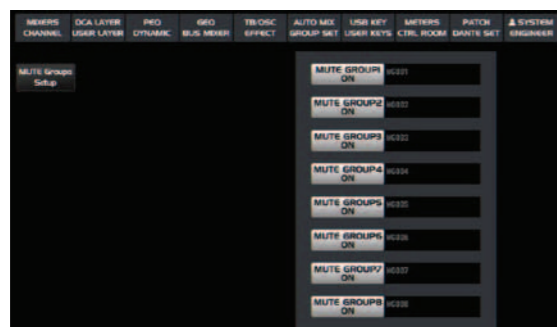 MIXERS DCA LAYER PEQ GEQ TB/OSC AUTO MIX USB KEY METERS PATCH SYSTEM
CHANNEL USER LAYER DYNAMIC BUS MIXER EFFECT GROUP SET USER KEYS CTRL ROOM DANTE SET ENGINEER
MUTE Groups
Setup
MUTE GROUP1
ON
MUTE GROUP2
ON
MUTE GROUP3
ON
MUTE GROUP4
ON
MUTE GROUP5
ON
MUTE GROUP6
ON
MUTE GROUP7
ON
MUTE GROUP8
ON